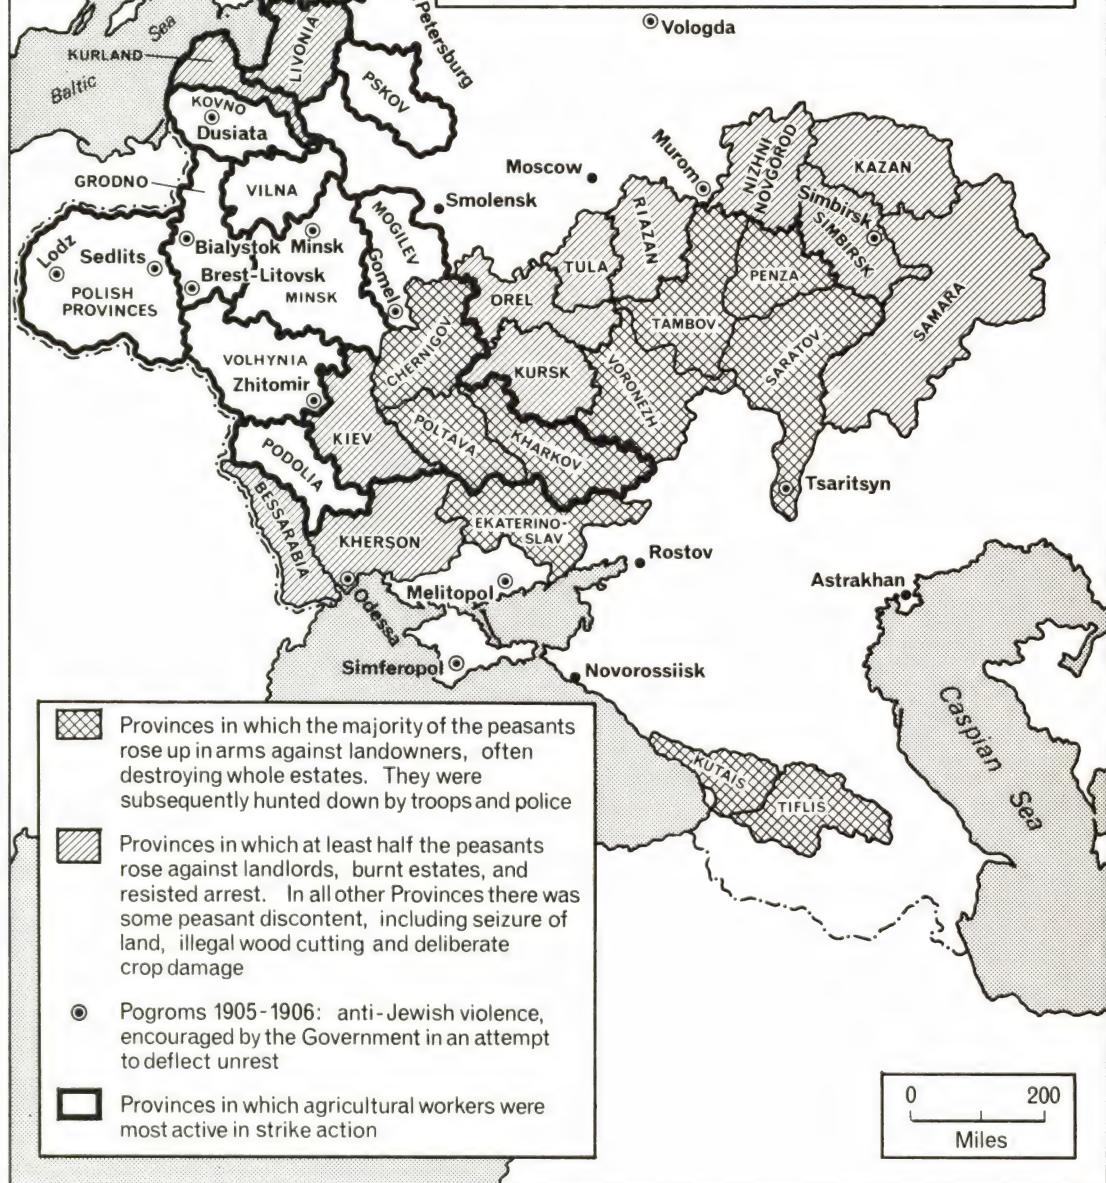 Petersburg
Vologda
Sea
Baltic
KURLAND
LIVONIA
PSKOV
KOVNO
Dusiata
GRODNO
VILNA
Moscow
Murom
NIZHNI
NOVGOROD
KAZAN
Simbirsk
SIMBIRSK
SAMARA
Smolensk
MOGILEV
Gomel
Bialystok
Minsk
Brest-Litovsk
MINSK
Lodz
Sedlits
POLISH
PROVINCES
RIAZAN
TULA
OREL
PENZA
TAMBOV
SARATOV
CHERNIGOV
KURSK
VORONEZH
VOLHYNIA
Zhitomir
KIEV
POLTAVA
KHARKOV
PODOLIA
BESSARABIA
KHERSON
EKATERINO-
SLAV
Tsaritsyn
Rostov
Astrakhan
Melitopol
Odessa
Simferopol
Novorossiisk
Caspian
Sea
KUTAIS
TIFLIS
Provinces in which the majority of the peasants
rose up in arms against landowners, often
destroying whole estates. They were
subsequently hunted down by troops and police
Provinces in which at least half the peasants
rose against landlords, burnt estates, and
resisted arrest. In all other Provinces there was
some peasant discontent, including seizure of
land, illegal wood cutting and deliberate
crop damage
Pogroms 1905-1906: anti-Jewish violence,
encouraged by the Government in an attempt
to deflect unrest
Provinces in which agricultural workers were
most active in strike action
0 200
Miles